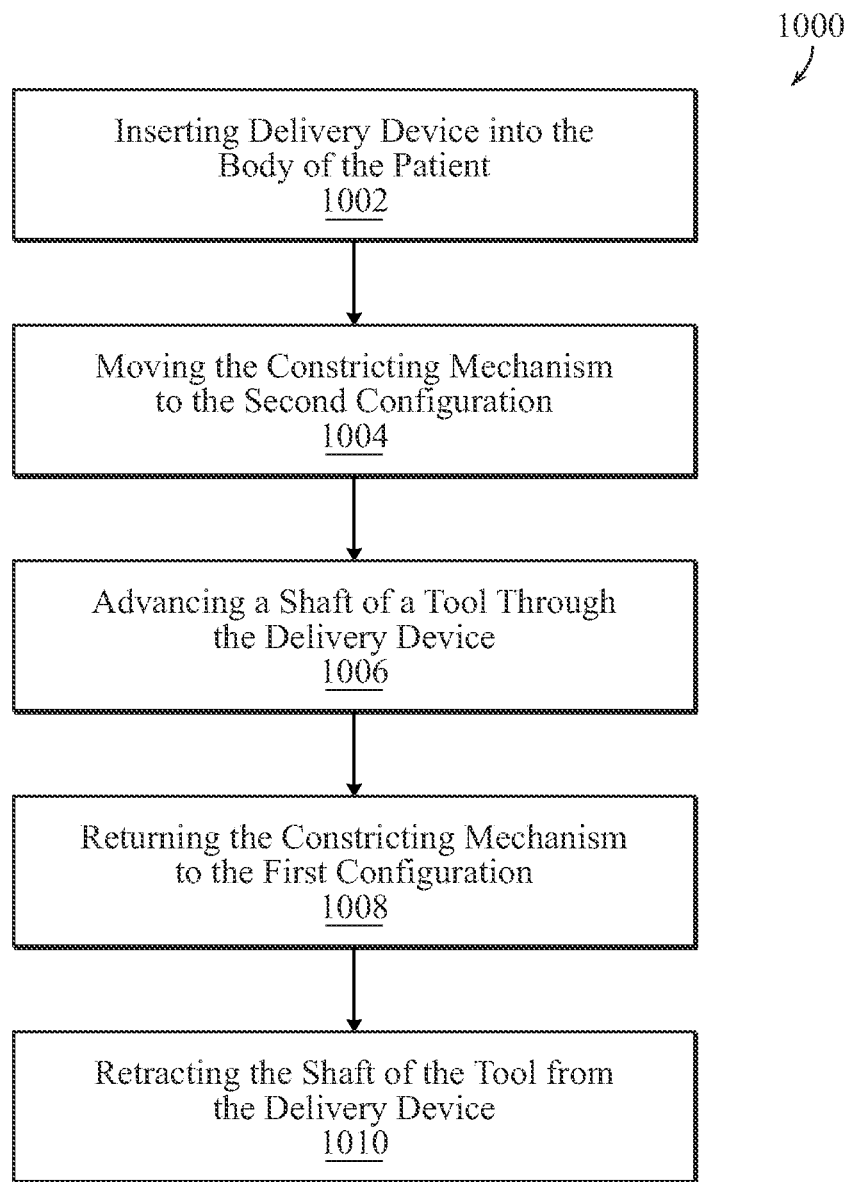 1000
Inserting Delivery Device into the
Body of the Patient
1002
Moving the Constricting Mechanism
to the Second Configuration
1004
Advancing a Shaft of a Tool Through
the Delivery Device
1006
Returning the Constricting Mechanism
to the First Configuration
1008
Retracting the Shaft of the Tool from
the Delivery Device
1010